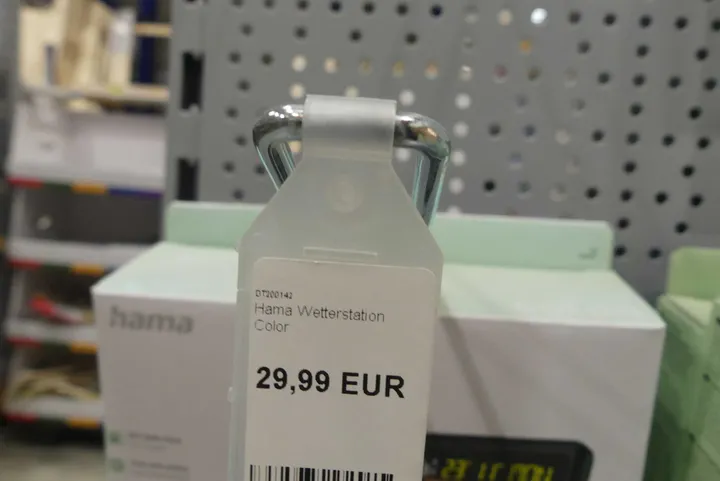 DT200142
Hama Wetterstation
Color
29,99 EUR
hama